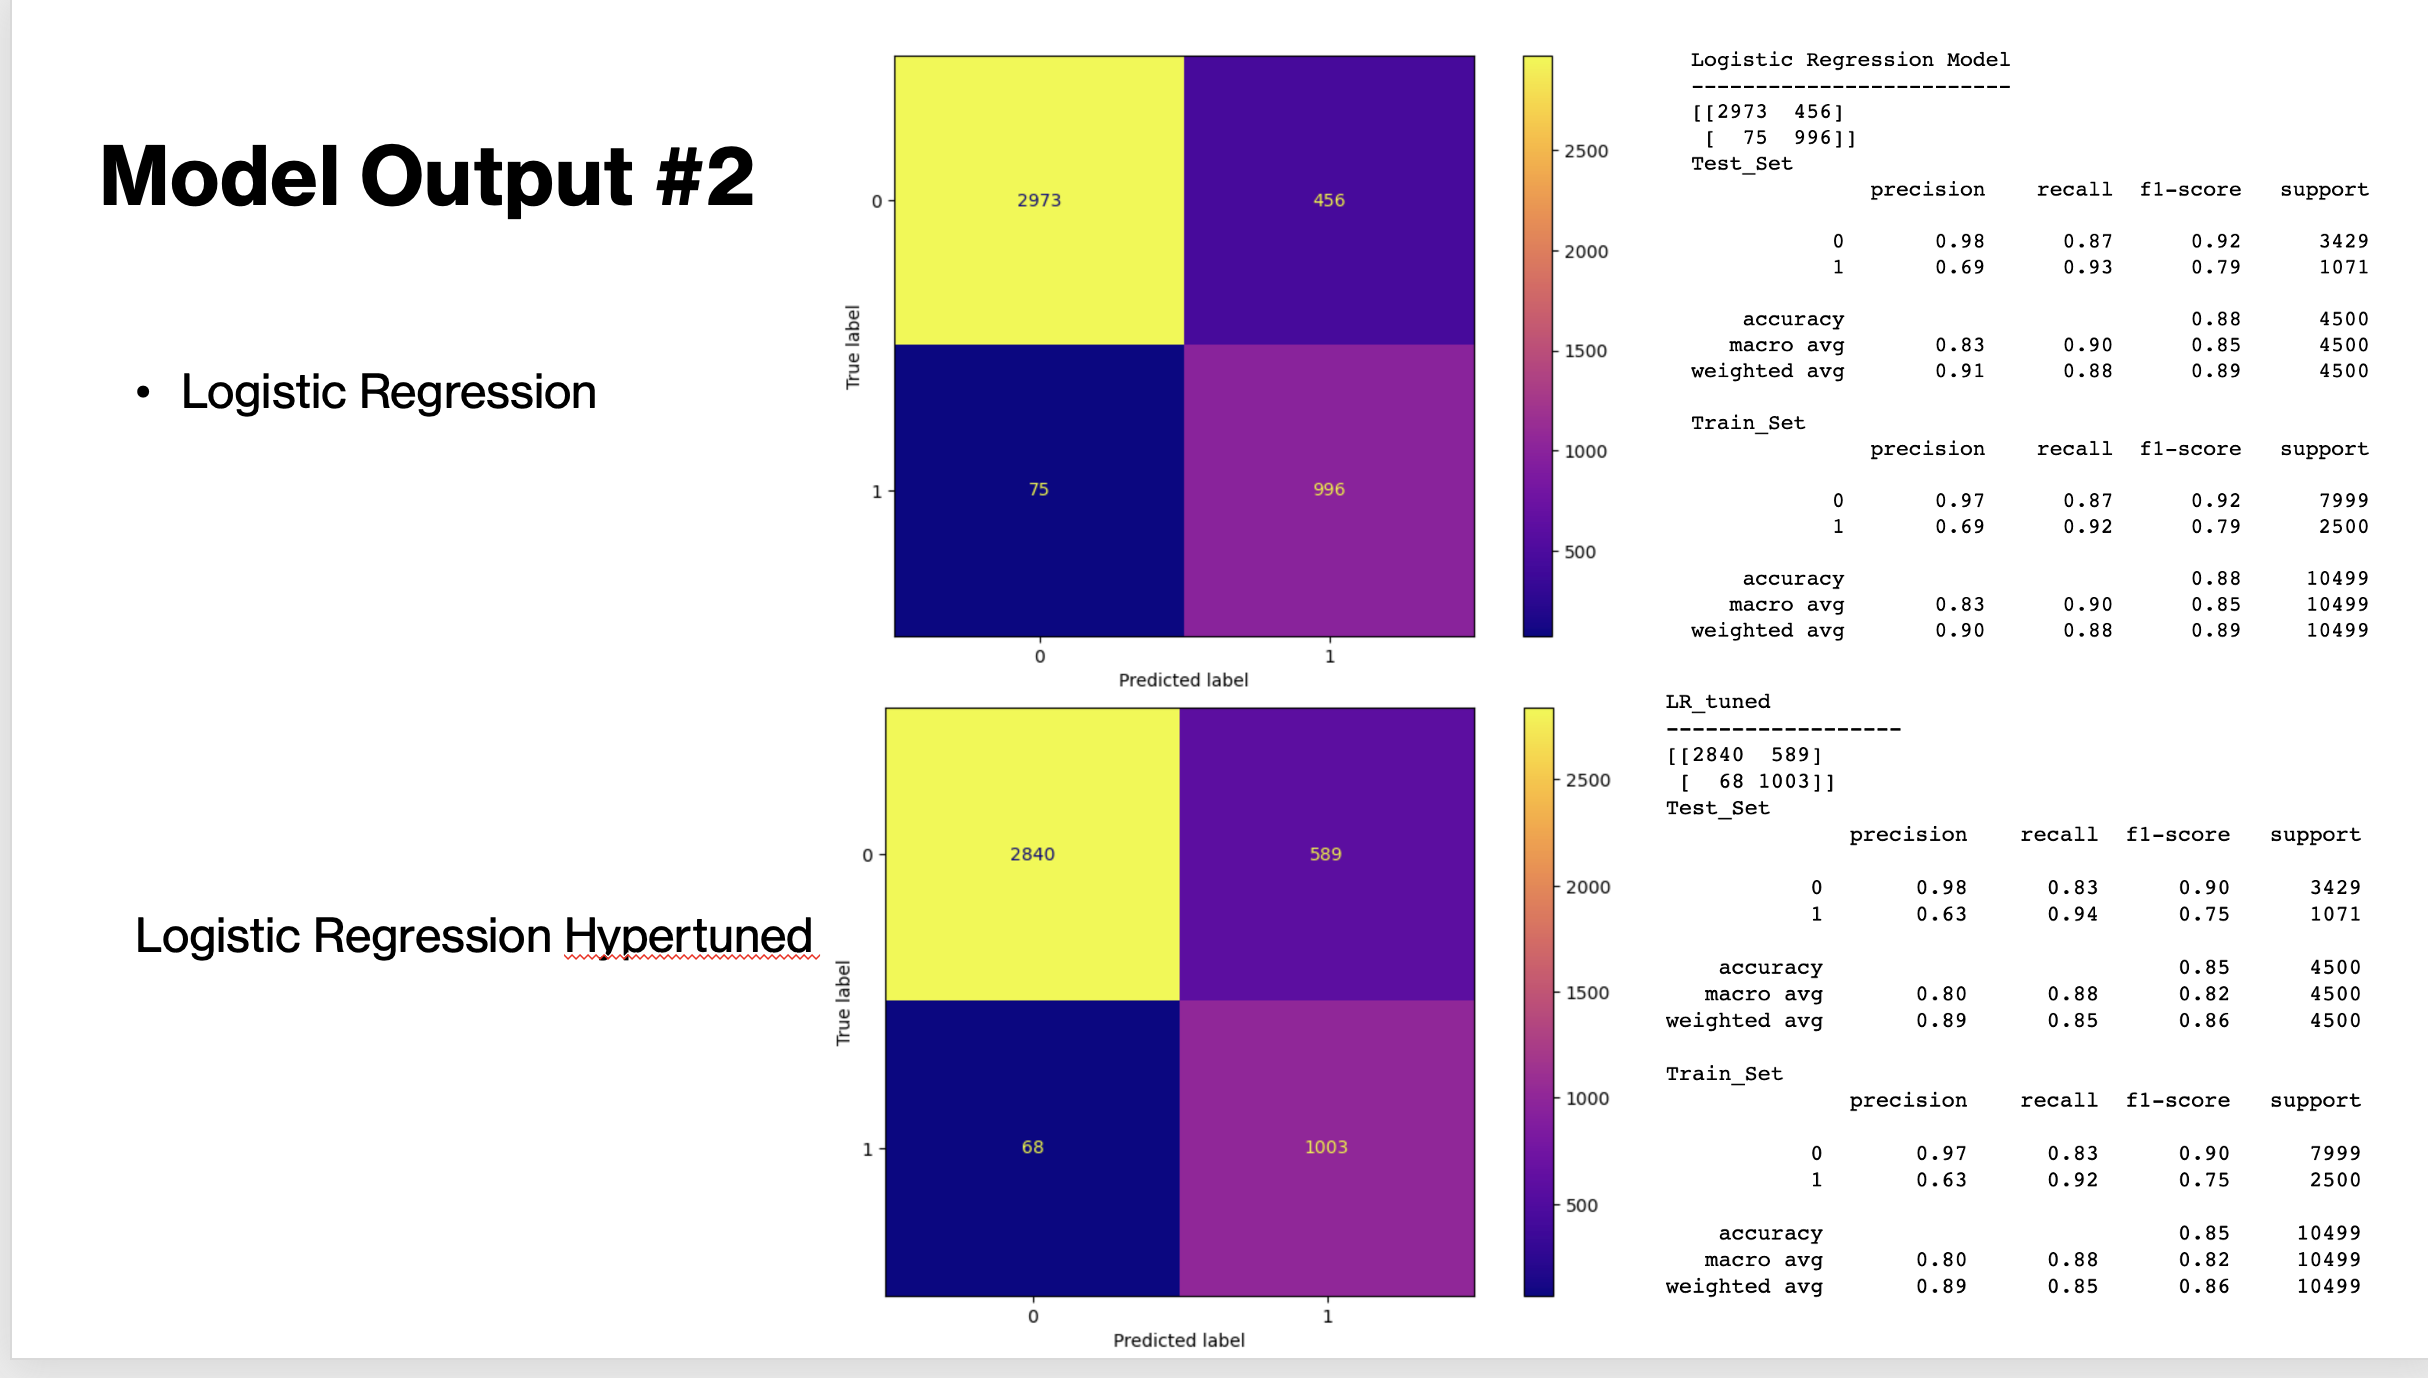 Model Output #2
• Logistic Regression
Logistic Regression Hypertuned
2973 456
75 996
0
1
True label
0 1
Predicted label
2500
2000
1500
1000
500
Logistic Regression Model
-------------------------
[[2973  456]
 [  75  996]]
Test_Set
precision recall f1-score support
0 0.98 0.87 0.92 3429
1 0.69 0.93 0.79 1071
accuracy 0.88 4500
macro avg 0.83 0.90 0.85 4500
weighted avg 0.91 0.88 0.89 4500
Train_Set
precision recall f1-score support
0 0.97 0.87 0.92 7999
1 0.69 0.92 0.79 2500
accuracy 0.88 10499
macro avg 0.83 0.90 0.85 10499
weighted avg 0.90 0.88 0.89 10499
2840 589
68 1003
0
1
True label
0 1
Predicted label
2500
2000
1500
1000
500
LR_tuned
------------------
[[2840  589]
 [  68 1003]]
Test_Set
precision recall f1-score support
0 0.98 0.83 0.90 3429
1 0.63 0.94 0.75 1071
accuracy 0.85 4500
macro avg 0.80 0.88 0.82 4500
weighted avg 0.89 0.85 0.86 4500
Train_Set
precision recall f1-score support
0 0.97 0.83 0.90 7999
1 0.63 0.92 0.75 2500
accuracy 0.85 10499
macro avg 0.80 0.88 0.82 10499
weighted avg 0.89 0.85 0.86 10499